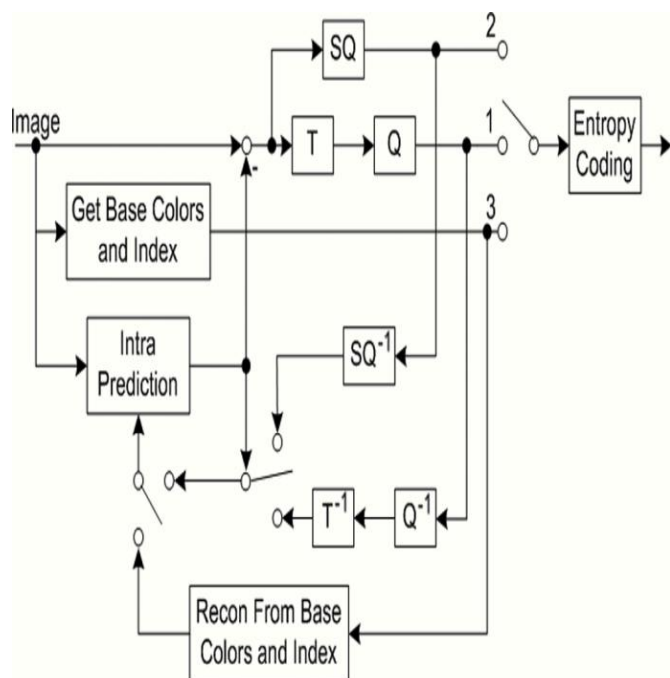 2
SQ
Image
1
T
Q
Entropy
Coding
-
3
Get Base Colors
and Index
Intra
Prediction
SQ⁻¹
T⁻¹
Q⁻¹
Recon From Base
Colors and Index